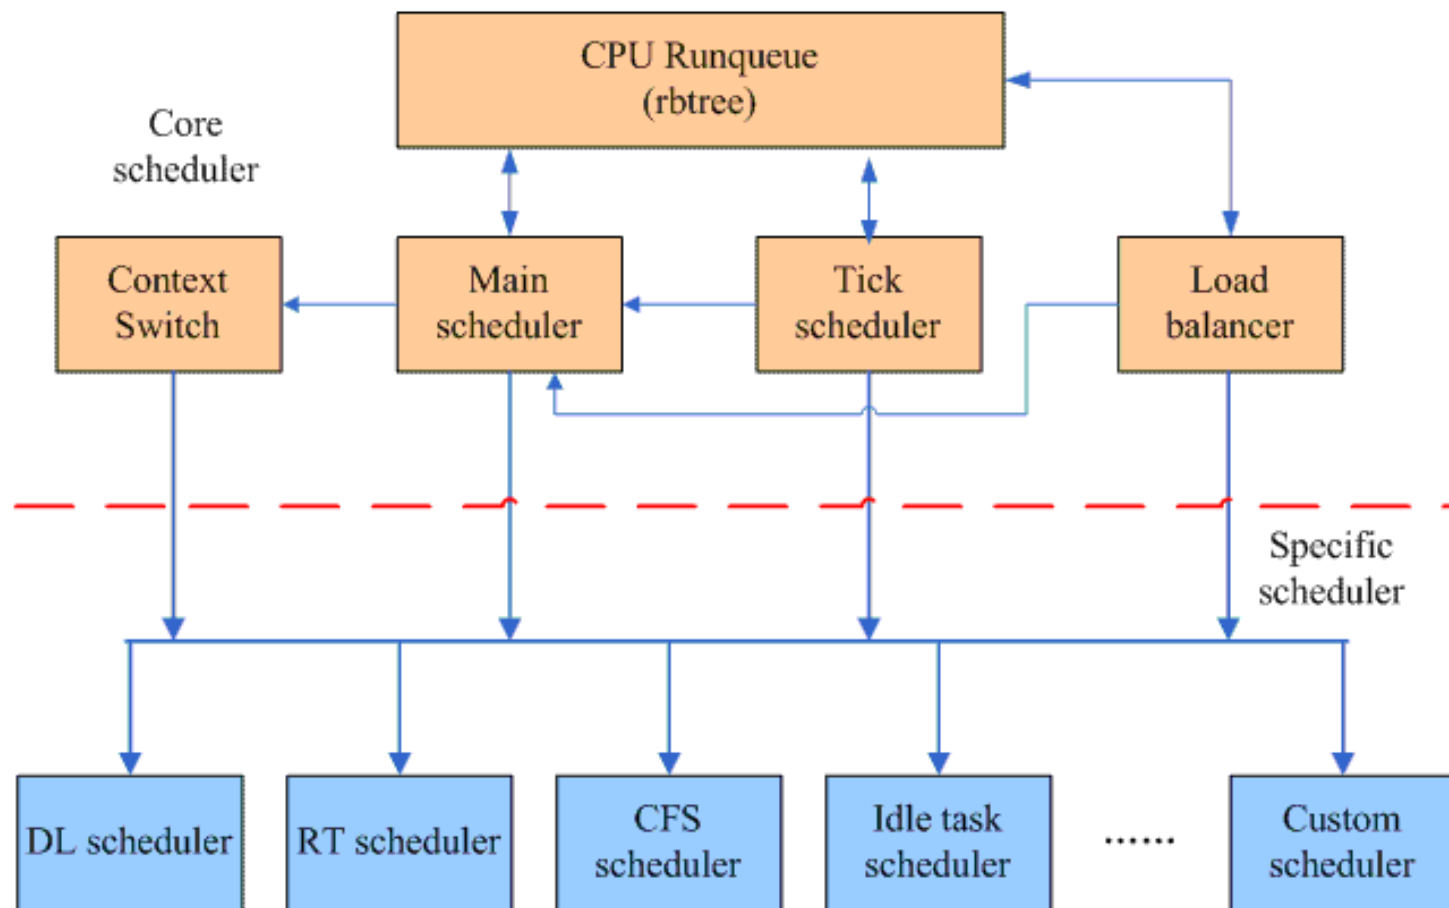 CPU Runqueue
(rbtree)
Core
scheduler
Context
Switch
Main
scheduler
Tick
scheduler
Load
balancer
Specific
scheduler
DL scheduler
RT scheduler
CFS
scheduler
Idle task
scheduler
······
Custom
scheduler